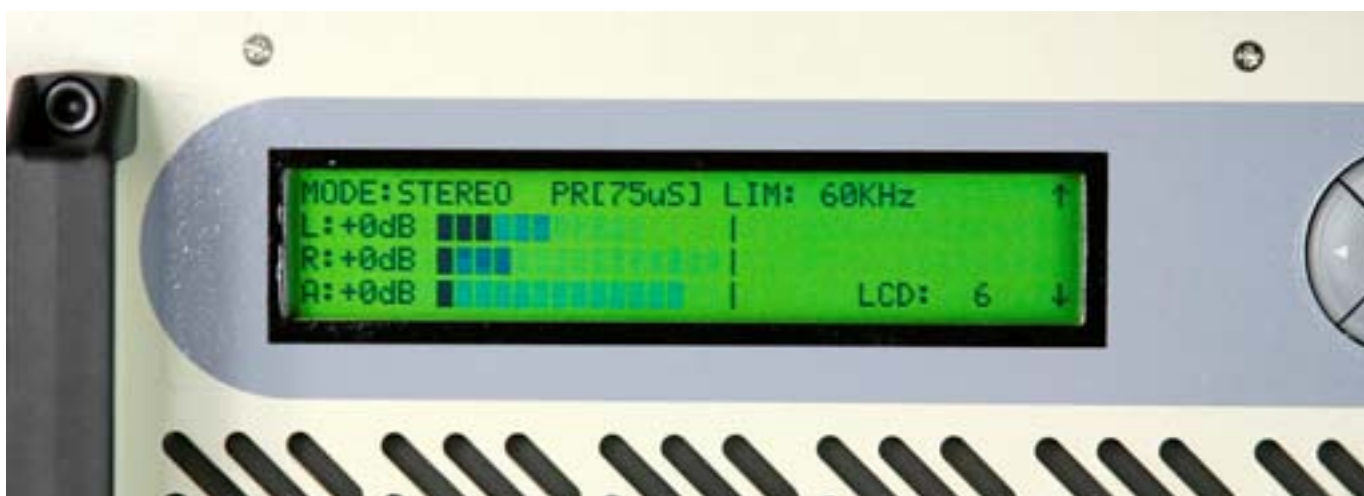 MODE:STEREO PR[75uS] LIM: 60KHz ↑
L:+0dB
R:+0dB
A:+0dB LCD: 6 ↓